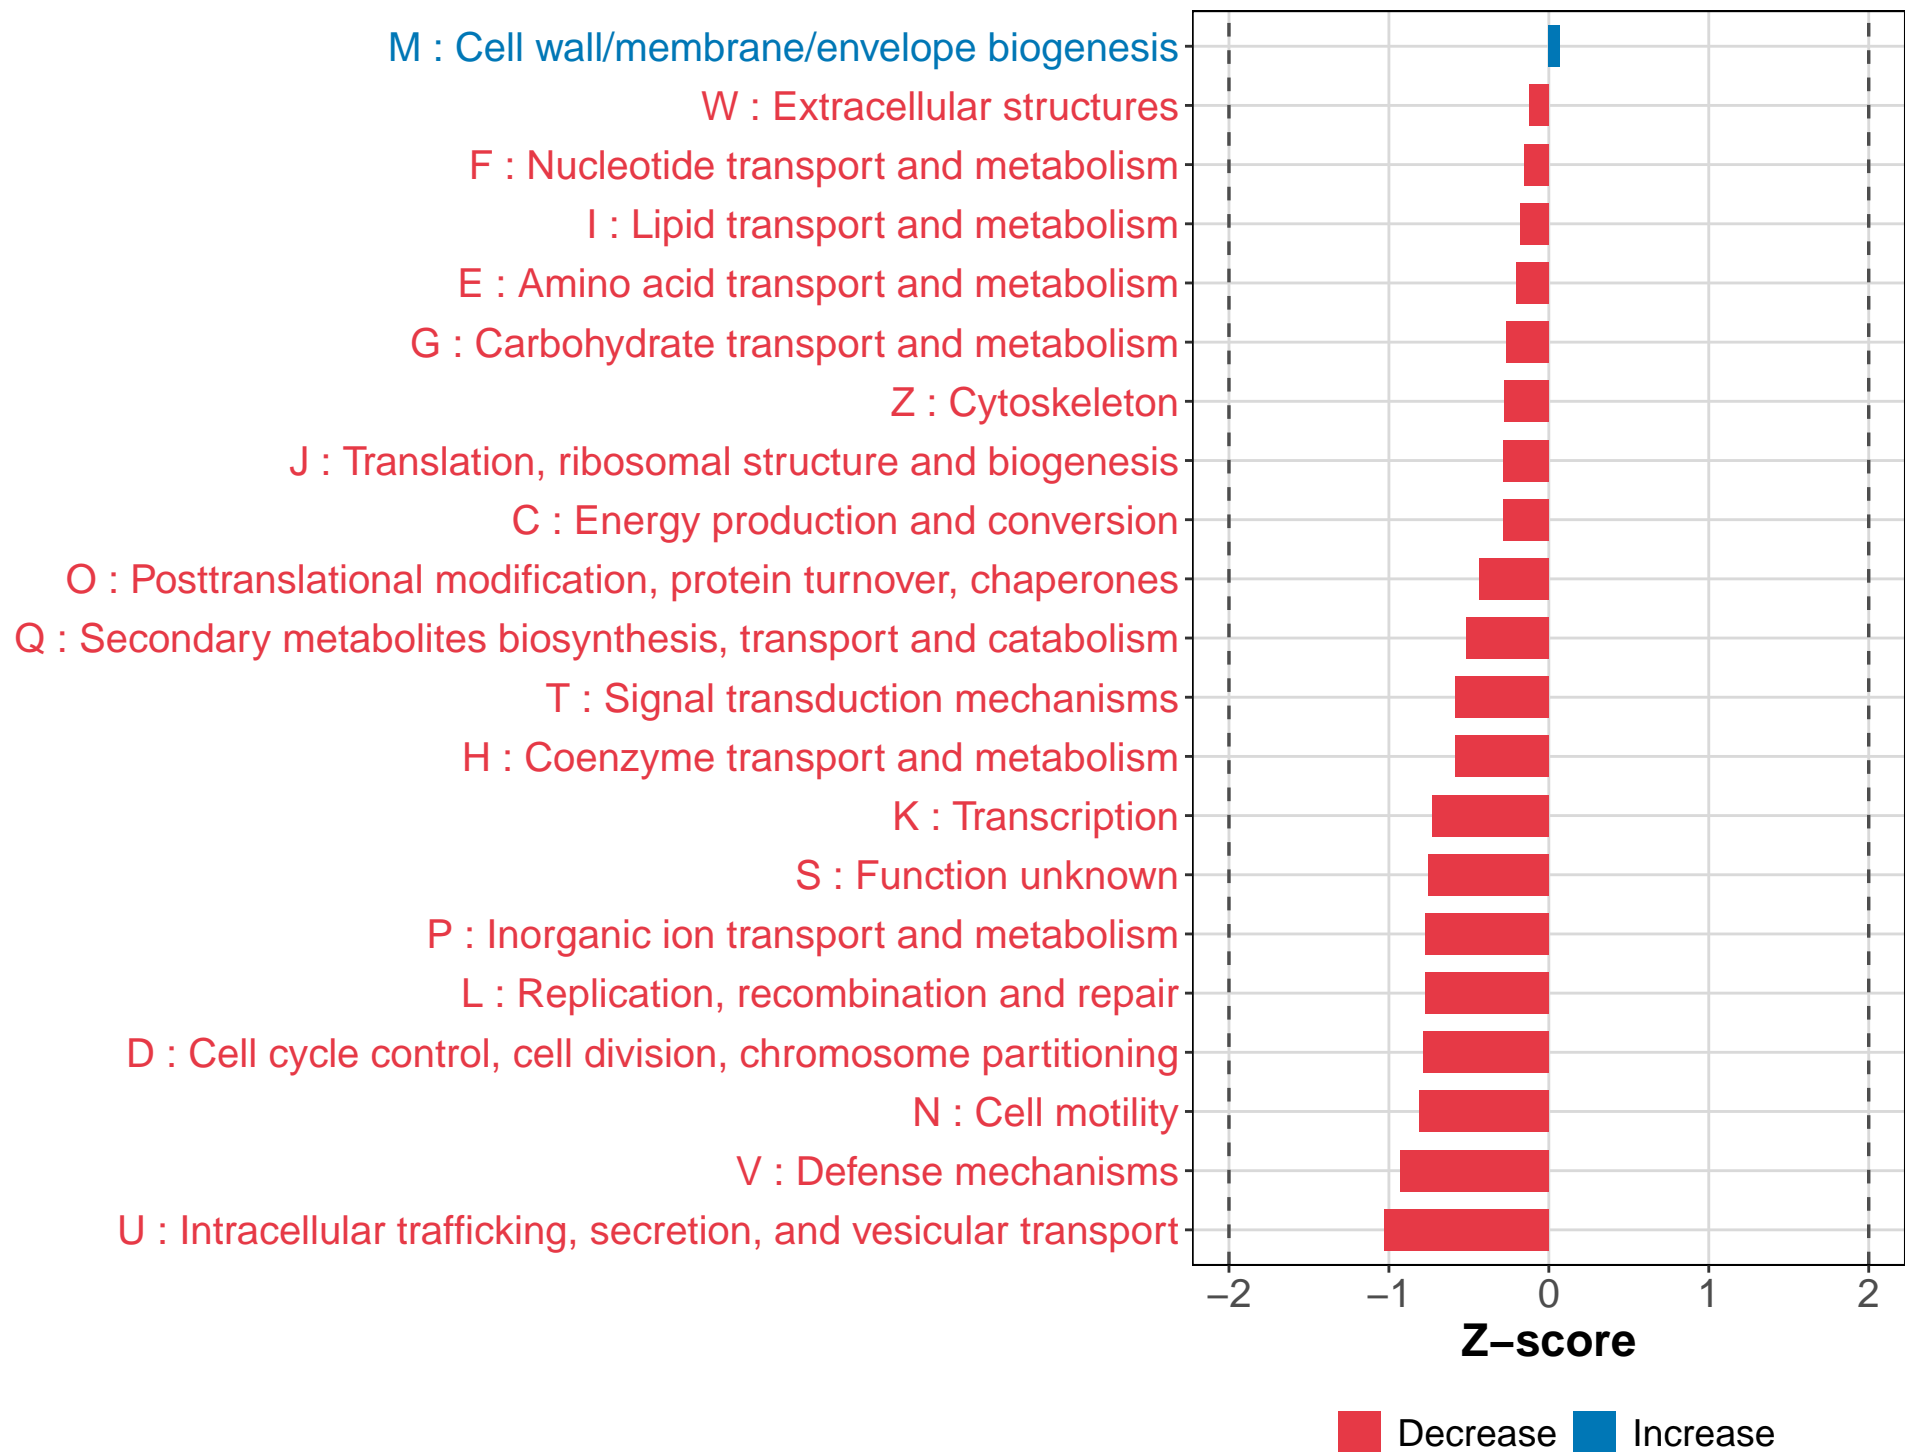 M : Cell wall/membrane/envelope biogenesis
W : Extracellular structures
F : Nucleotide transport and metabolism
I : Lipid transport and metabolism
E : Amino acid transport and metabolism
G : Carbohydrate transport and metabolism
Z : Cytoskeleton
J : Translation, ribosomal structure and biogenesis
C : Energy production and conversion
O : Posttranslational modification, protein turnover, chaperones
Q : Secondary metabolites biosynthesis, transport and catabolism
T : Signal transduction mechanisms
H : Coenzyme transport and metabolism
K : Transcription
S : Function unknown
P : Inorganic ion transport and metabolism
L : Replication, recombination and repair
D : Cell cycle control, cell division, chromosome partitioning
N : Cell motility
V : Defense mechanisms
U : Intracellular trafficking, secretion, and vesicular transport
−2 −1 0 1 2
Z−score
Decrease Increase